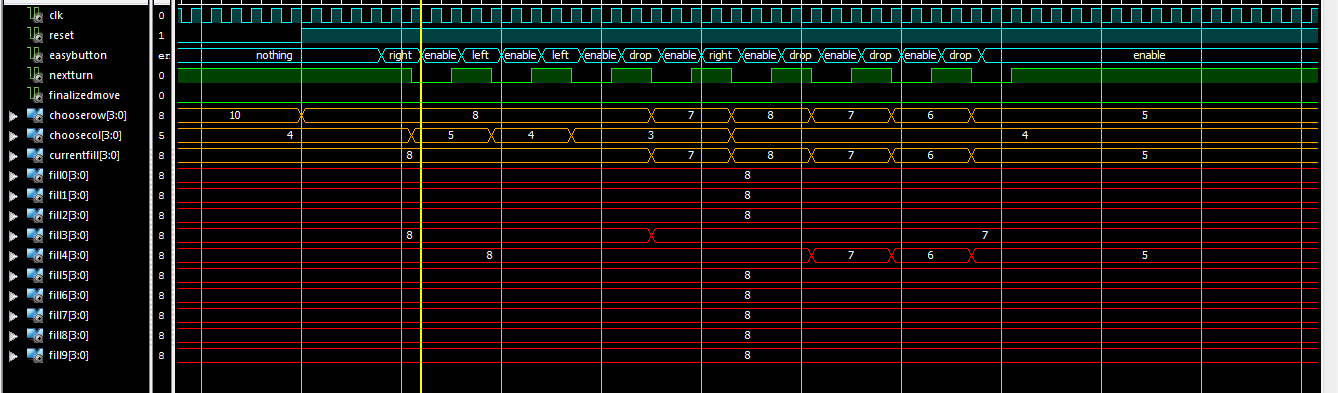 clk 0
reset 1
easybutton er nothing right enable left enable left enable drop enable right enable drop enable drop enable drop enable
nextturn 0
finalizedmove 0
chooserow[3:0] 8 10 8 7 8 7 6 5
choosecol[3:0] 5 4 5 4 3 4
currentfill[3:0] 8 8 7 8 7 6 5
fill0[3:0] 8 8
fill1[3:0] 8 8
fill2[3:0] 8 8
fill3[3:0] 8 8 7
fill4[3:0] 8 8 7 6 5
fill5[3:0] 8 8
fill6[3:0] 8 8
fill7[3:0] 8 8
fill8[3:0] 8 8
fill9[3:0] 8 8